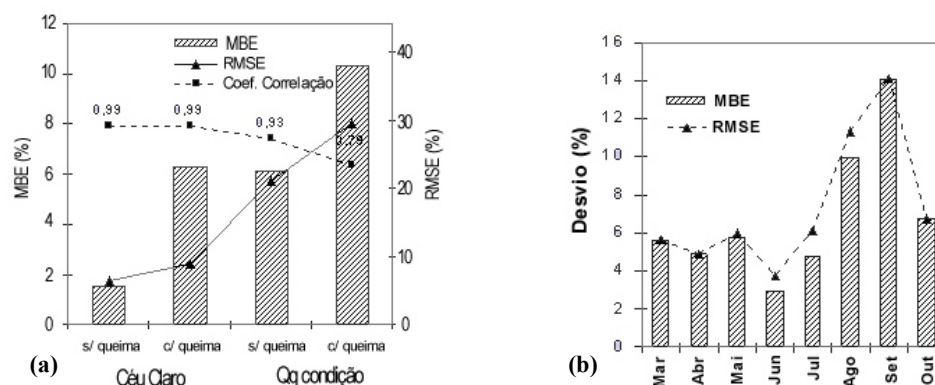 12
10
8
6
4
2
0
MBE (%)
MBE
RMSE
Coef. Correlação
0,99
0,99
0,93
0,79
40
30
20
10
0
RMSE (%)
s/ queima
c/ queima
s/ queima
c/ queima
(a)
Céu Claro
Qq condição
16
14
12
10
8
6
4
2
0
Desvio (%)
MBE
RMSE
Mar
Abr
Mai
Jun
Jul
Ago
Set
Out
(b)